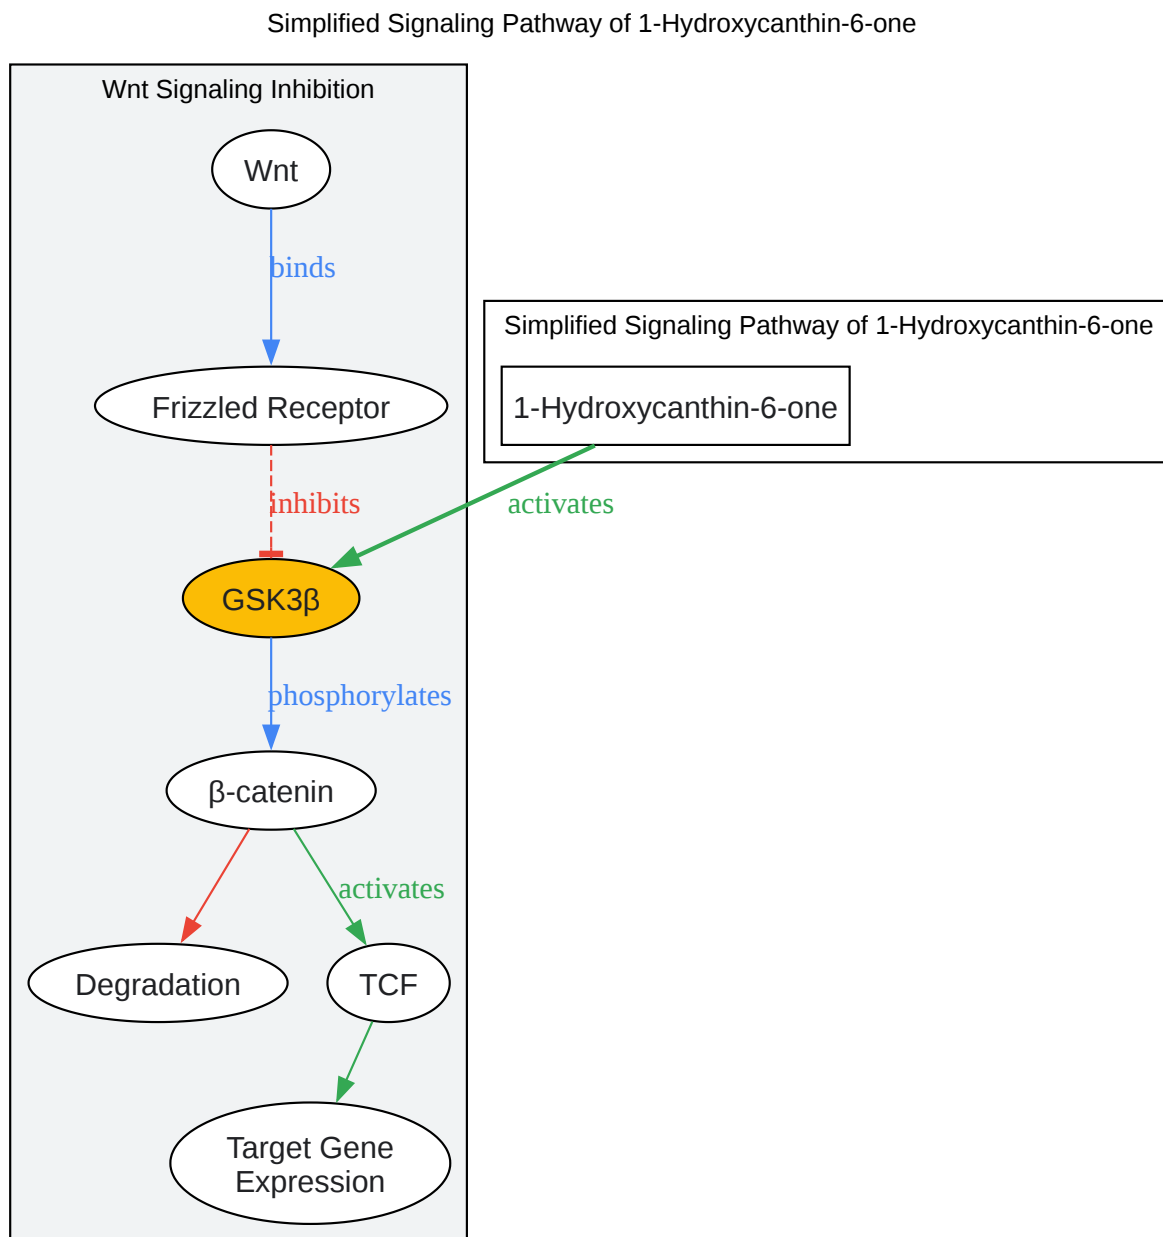 Simplified Signaling Pathway of 1-Hydroxycanthin-6-one
Wnt Signaling Inhibition
Wnt
binds
Simplified Signaling Pathway of 1-Hydroxycanthin-6-one
Frizzled Receptor
1-Hydroxycanthin-6-one
inhibits
activates
GSK3β
phosphorylates
β-catenin
activates
Degradation
TCF
Target Gene
Expression